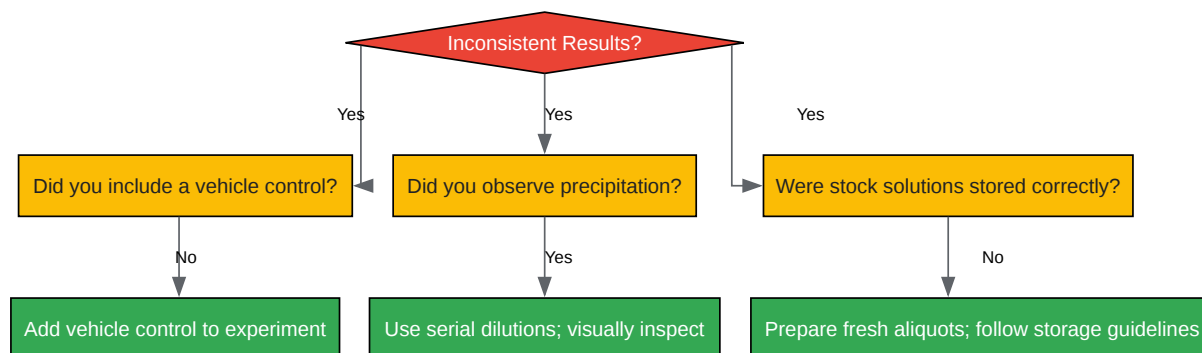 Inconsistent Results?
Yes
Yes
Yes
Did you include a vehicle control?
Did you observe precipitation?
Were stock solutions stored correctly?
No
Yes
No
Add vehicle control to experiment
Use serial dilutions; visually inspect
Prepare fresh aliquots; follow storage guidelines